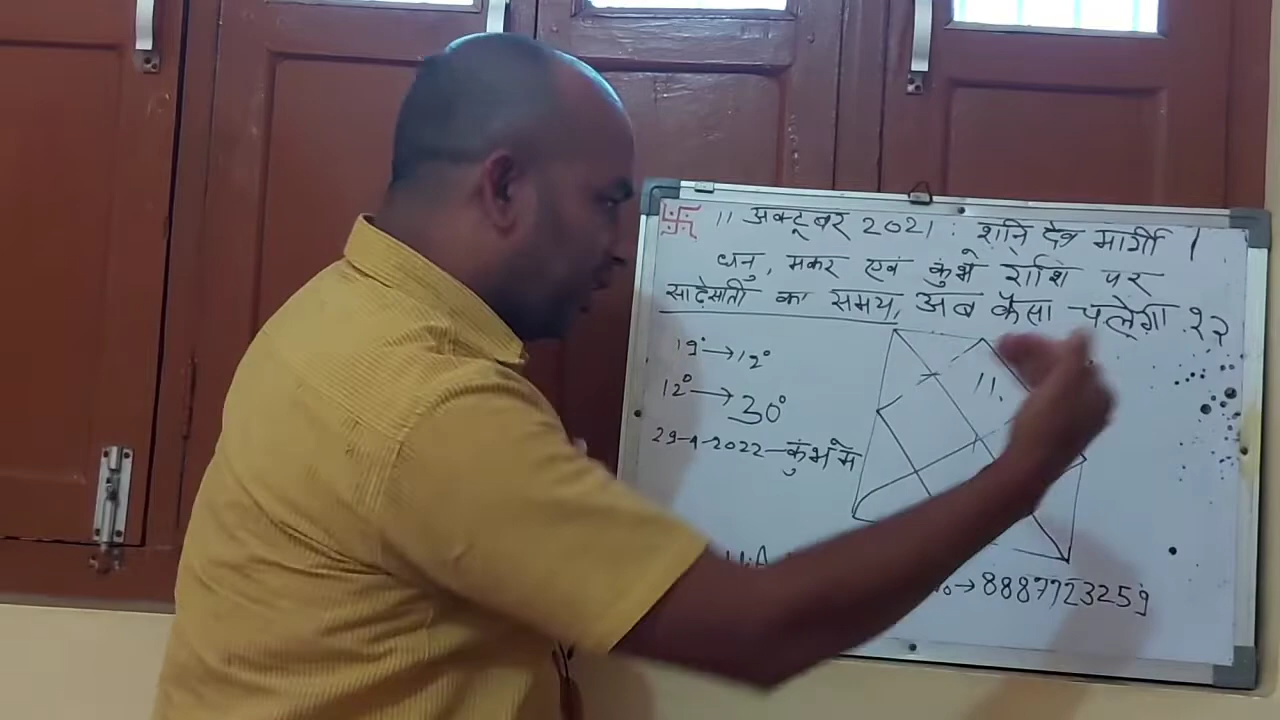 11 अक्टूबर 2021: शनि देव मार्गी ।
धनु, मकर एवं कुंभ राशि पर
साढ़ेसाती का समय, अब कैसा चलेगा ??
19° → 12°
12° → 30°
29-4-2022 - कुंभ में
11.
→ 8887723259